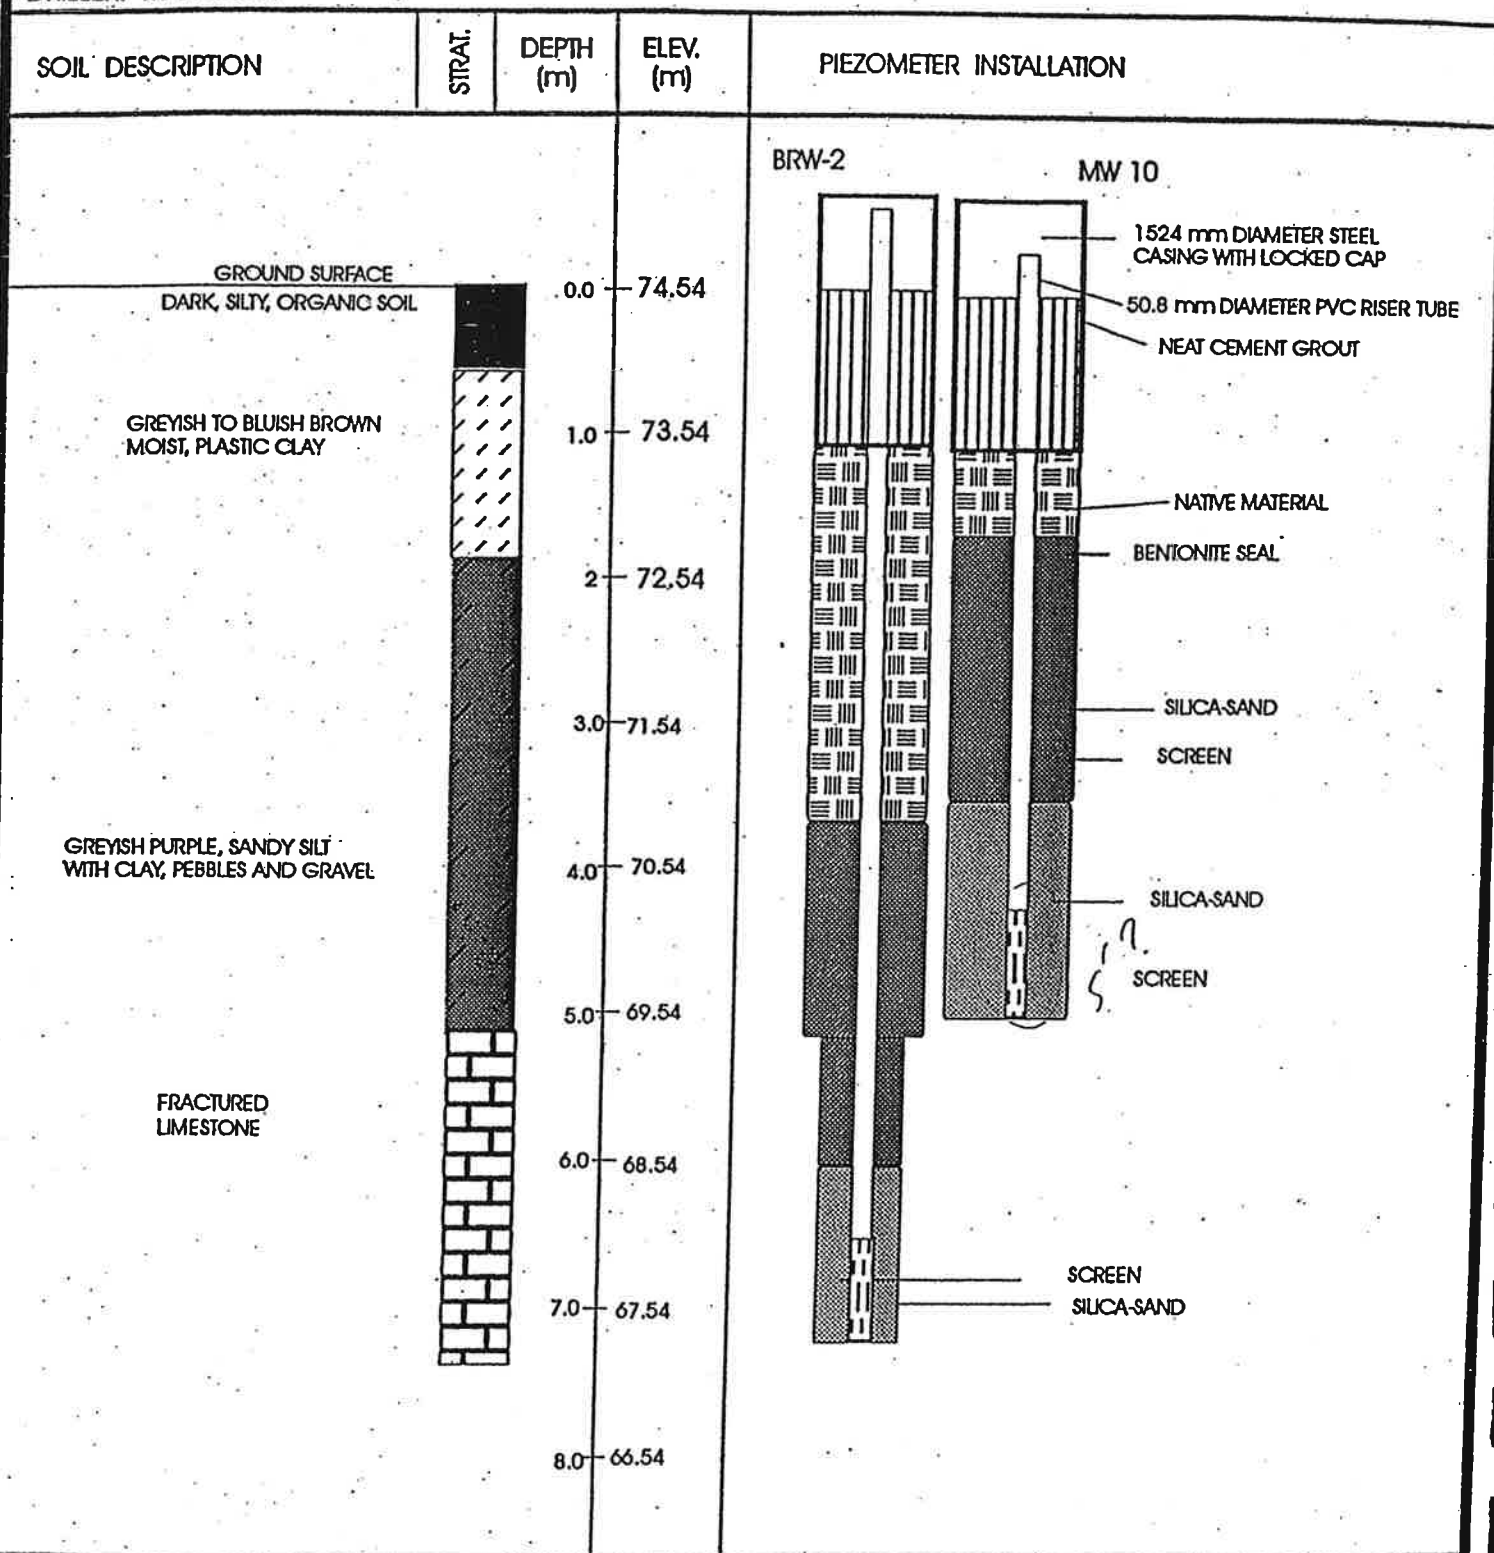 SOIL DESCRIPTION
STRAT.
DEPTH
(m)
ELEV.
(m)
PIEZOMETER INSTALLATION
BRW-2
MW 10
1524 mm DIAMETER STEEL
CASING WITH LOCKED CAP
GROUND SURFACE
0.0
74.54
DARK, SILTY, ORGANIC SOIL
50.8 mm DIAMETER PVC RISER TUBE
NEAT CEMENT GROUT
GREYISH TO BLUISH BROWN
MOIST, PLASTIC CLAY
1.0
73.54
NATIVE MATERIAL
BENTONITE SEAL
2
72.54
SILICA-SAND
3.0
71.54
SCREEN
GREYISH PURPLE, SANDY SILT
WITH CLAY, PEBBLES AND GRAVEL
4.0
70.54
SILICA-SAND
SCREEN
5.0
69.54
FRACTURED
LIMESTONE
6.0
68.54
SCREEN
SILICA-SAND
7.0
67.54
8.0
66.54